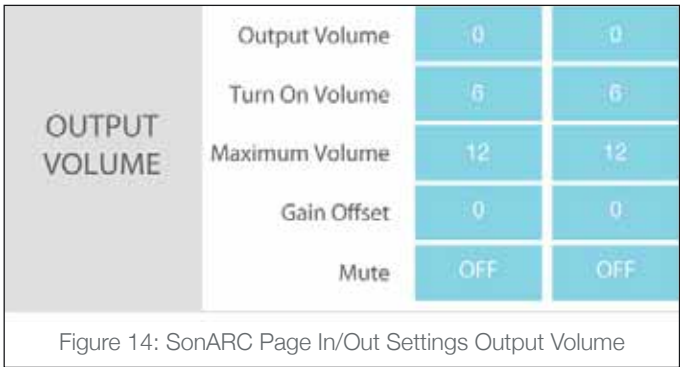 OUTPUT
VOLUME
Output Volume 0 0
Turn On Volume 6 6
Maximum Volume 12 12
Gain Offset 0 0
Mute OFF OFF
Figure 14: SonARC Page In/Out Settings Output Volume